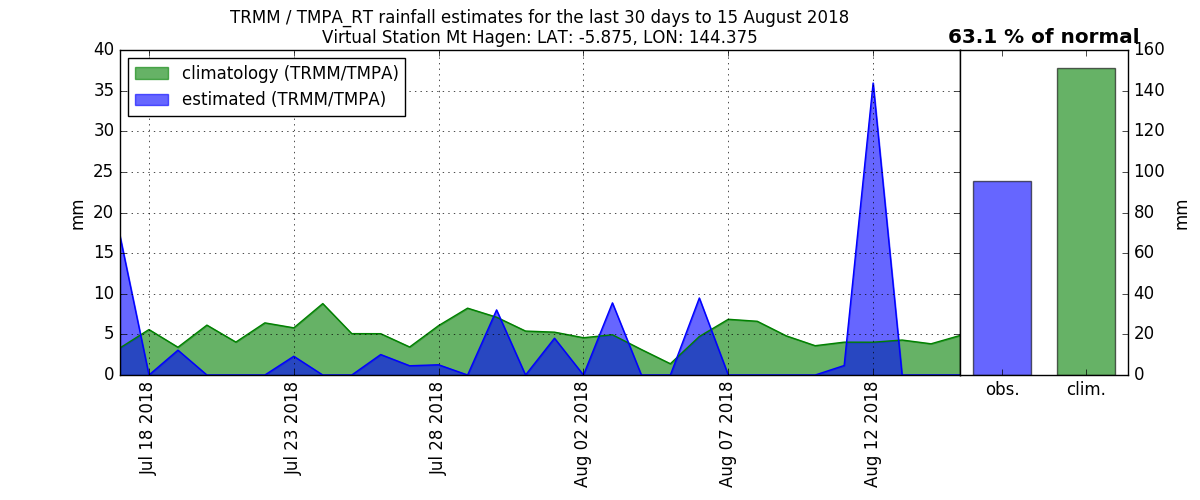 TRMM / TMPA_RT rainfall estimates for the last 30 days to 15 August 2018
Virtual Station Mt Hagen: LAT: -5.875, LON: 144.375
63.1 % of normal
climatology (TRMM/TMPA)
estimated (TRMM/TMPA)
40
35
30
25
20
15
10
5
0
mm
160
140
120
100
80
60
40
20
0
mm
Jul 18 2018
Jul 23 2018
Jul 28 2018
Aug 02 2018
Aug 07 2018
Aug 12 2018
obs.
clim.